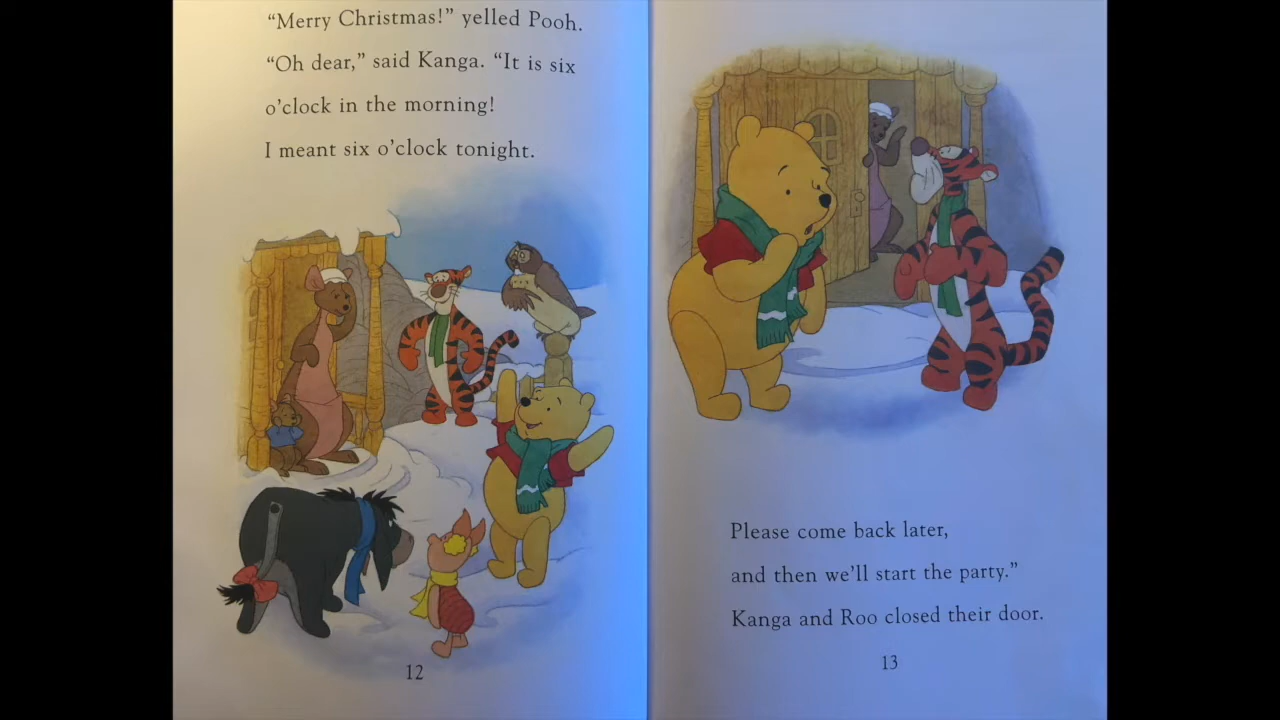 “Merry Christmas!” yelled Pooh.
“Oh dear,” said Kanga. “It is six
o’clock in the morning!
I meant six o’clock tonight.
12
Please come back later,
and then we’ll start the party.”
Kanga and Roo closed their door.
13